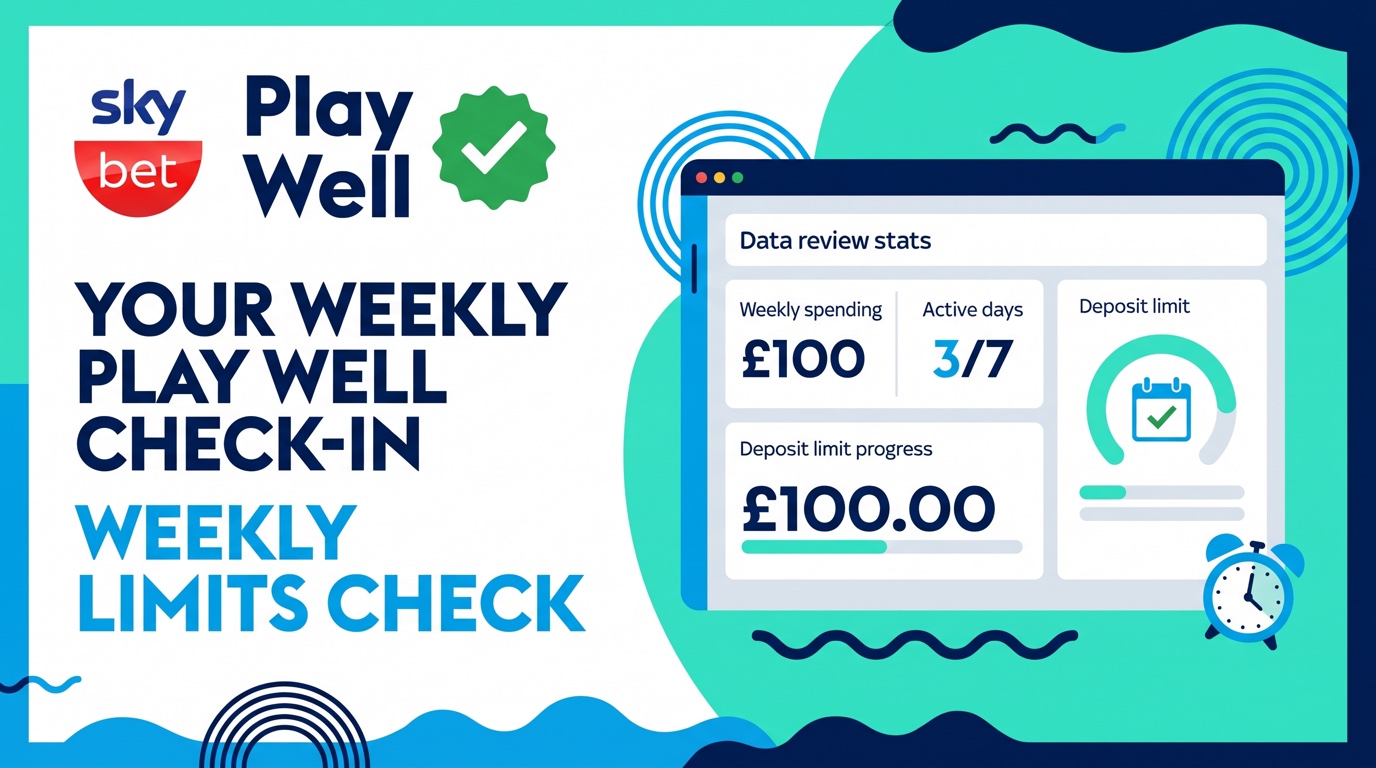 sky
bet
Play
Well
YOUR WEEKLY
PLAY WELL
CHECK-IN
WEEKLY
LIMITS CHECK
Data review stats
Weekly spending
£100
Active days
3/7
Deposit limit
Deposit limit progress
£100.00